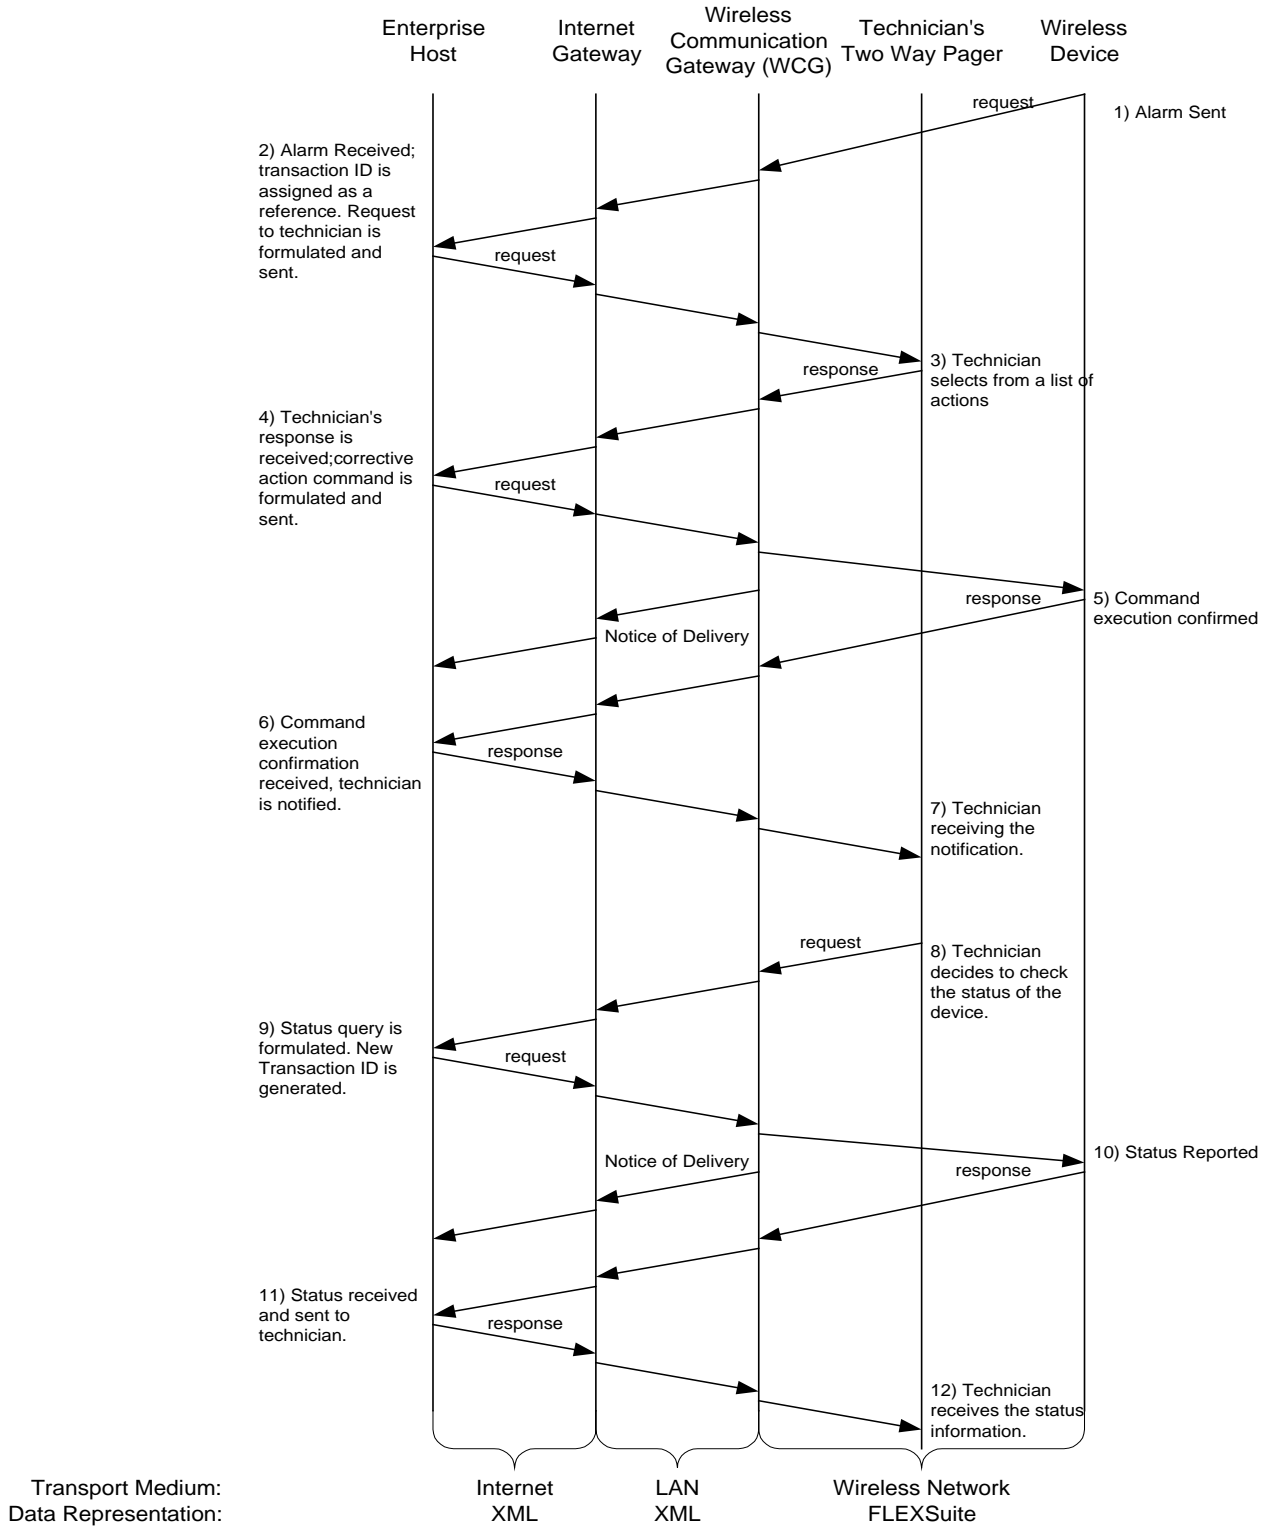 Enterprise
Host
Internet
Gateway
Wireless
Communication
Gateway (WCG)
Technician's
Two Way Pager
Wireless
Device
request
1) Alarm Sent
2) Alarm Received;
transaction ID is
assigned as a
reference. Request
to technician is
formulated and
sent.
request
3) Technician
selects from a list of
actions
response
4) Technician's
response is
received;corrective
action command is
formulated and
sent.
request
response
5) Command
execution confirmed
Notice of Delivery
6) Command
execution
confirmation
received, technician
is notified.
response
7) Technician
receiving the
notification.
request
8) Technician
decides to check
the status of the
device.
9) Status query is
formulated. New
Transaction ID is
generated.
request
Notice of Delivery
10) Status Reported
response
11) Status received
and sent to
technician.
response
12) Technician
receives the status
information.
Transport Medium:
Internet
LAN
Wireless Network
Data Representation:
XML
XML
FLEXSuite